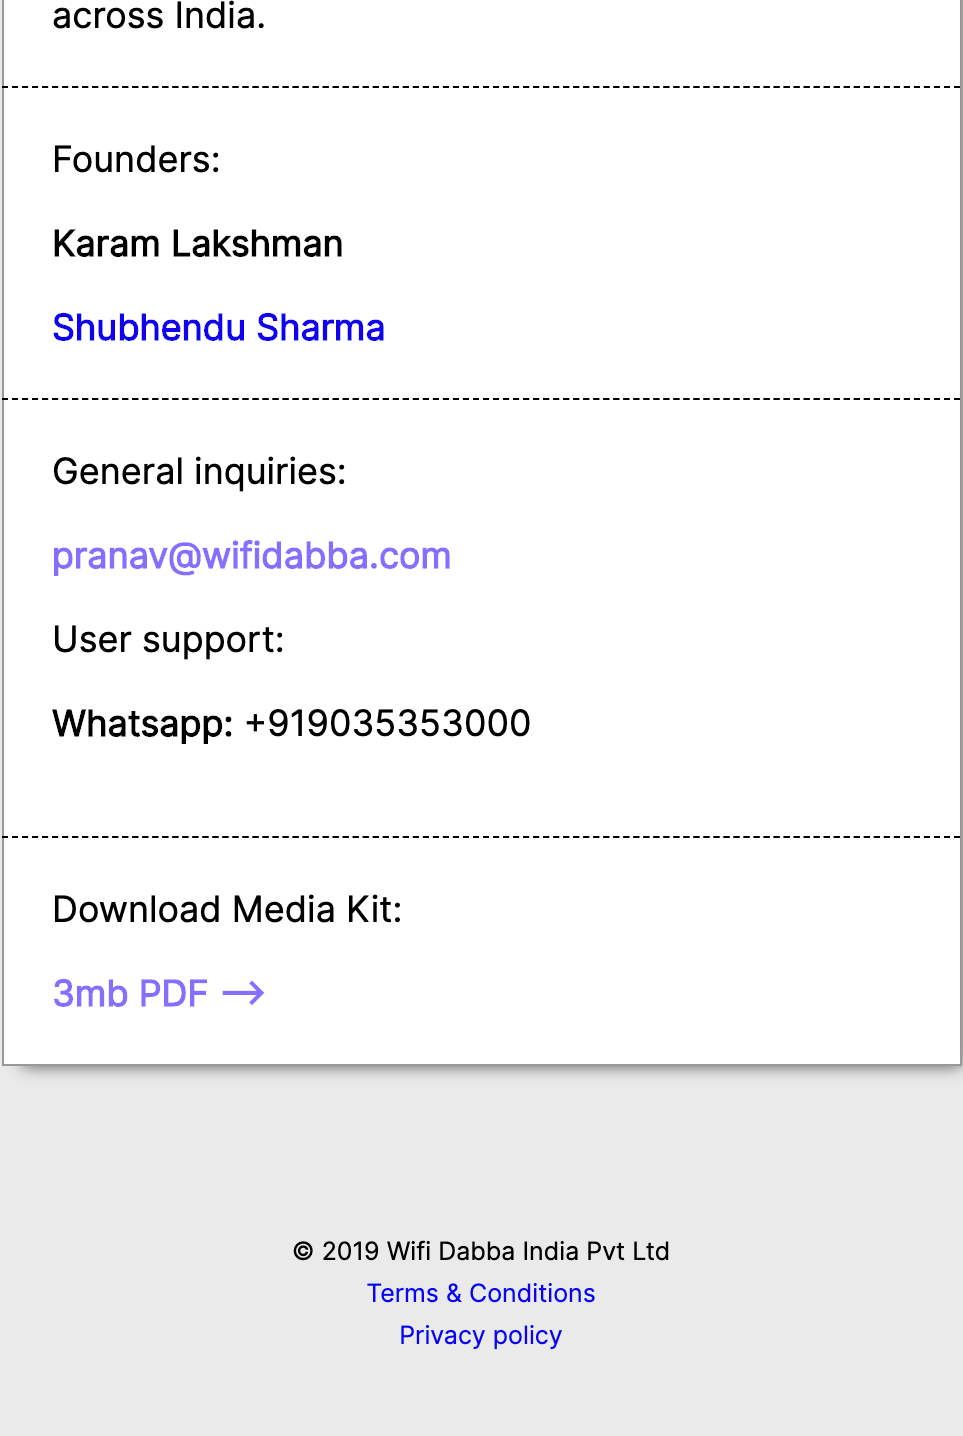 across India.
Founders:
Karam Lakshman
Shubhendu Sharma
General inquiries:
pranav@wifidabba.com
User support:
Whatsapp: +919035353000
Download Media Kit:
3mb PDF →
© 2019 Wifi Dabba India Pvt Ltd
Terms & Conditions
Privacy policy